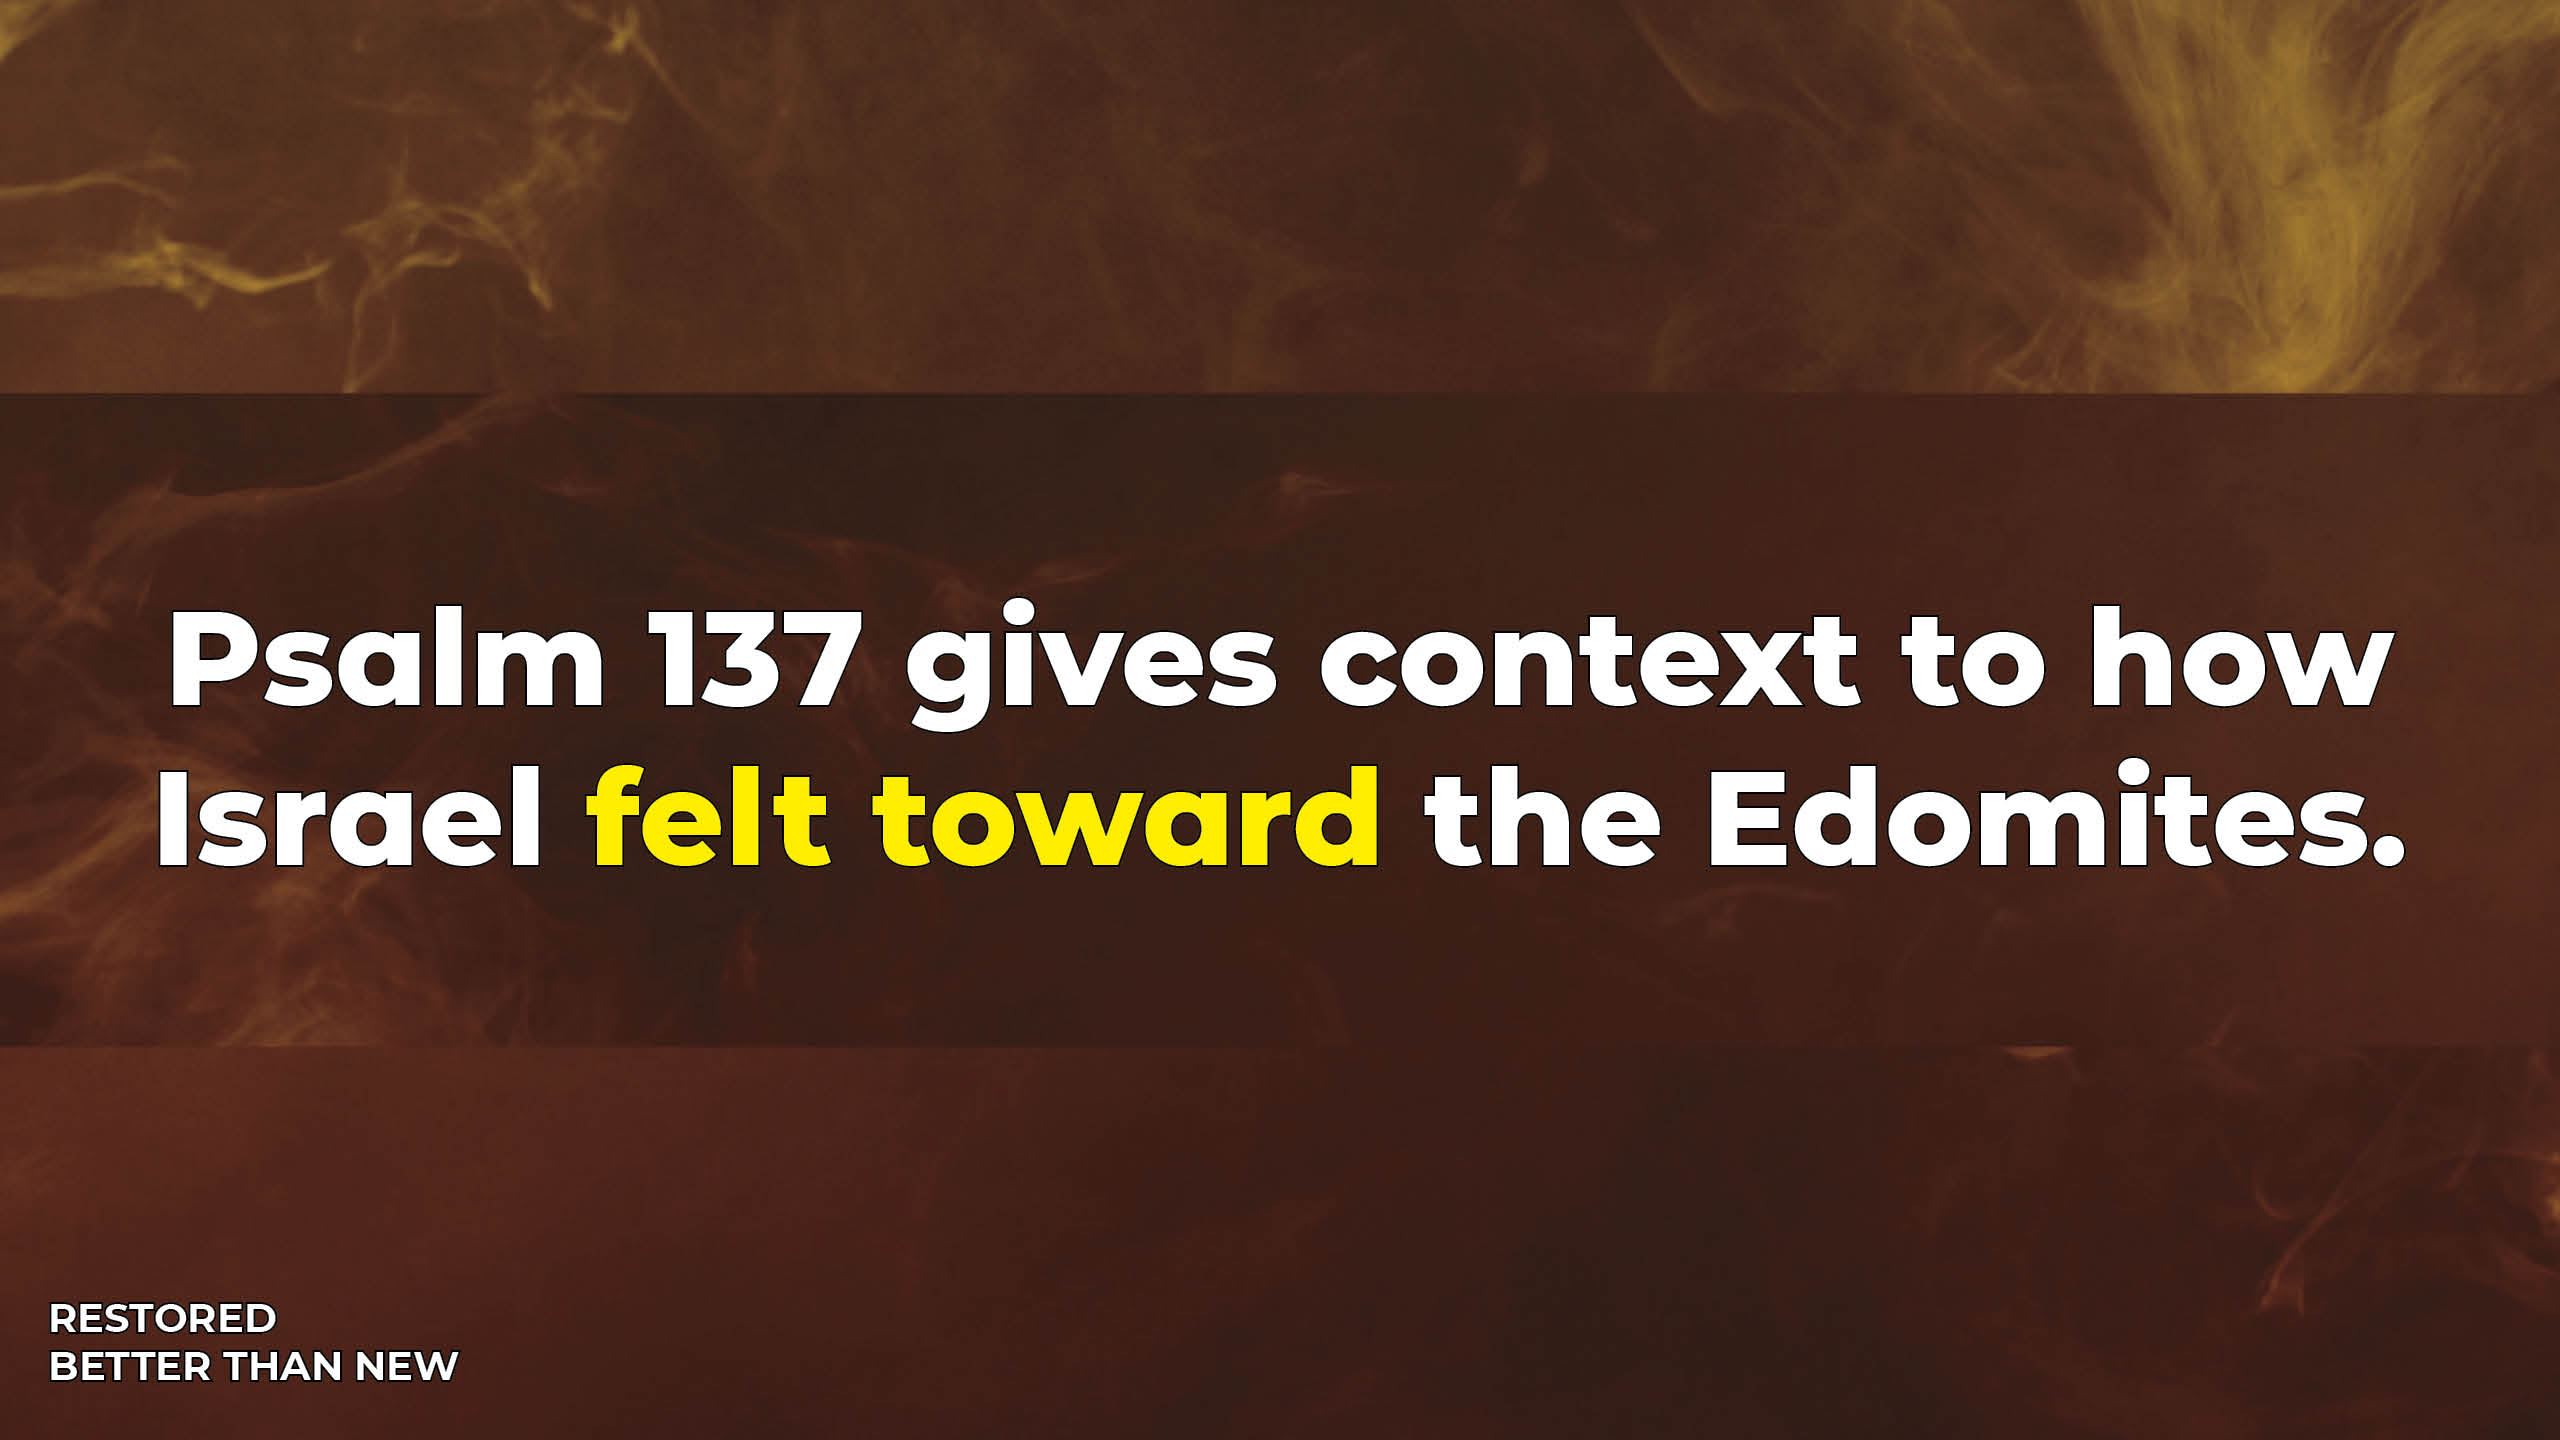 Psalm 137 gives context to how
Israel felt toward the Edomites.
RESTORED
BETTER THAN NEW